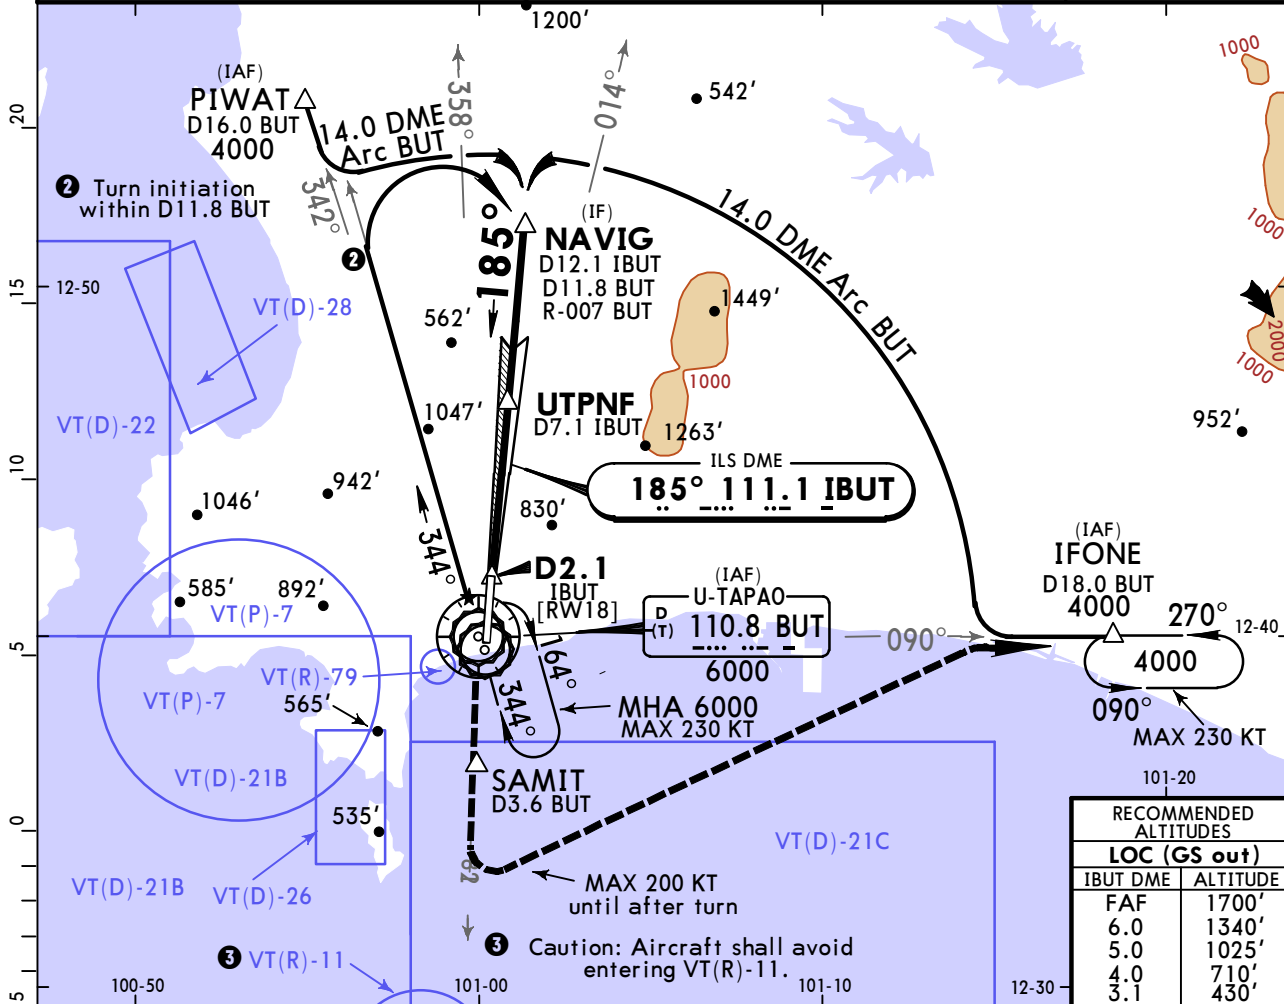 1200'
(IAF)
PIWAT
D16.0 BUT
4000
14.0 DME
Arc BUT
358°
014°
542'
1000
20
2 Turn initiation
within D11.8 BUT
342°
2
185°
(IF)
NAVIG
D12.1 IBUT
D11.8 BUT
R-007 BUT
14.0 DME Arc BUT
1000
15
12-50
VT(D)-28
562'
1449'
2000
1000
1000
VT(D)-22
1047'
UTPNF
D7.1 IBUT
1263'
952'
10
ILS DME
185° 111.1 IBUT
942'
1046'
830'
344°
(IAF)
IFONE
D18.0 BUT
4000
270°
12-40
4000
090°
MAX 230 KT
D2.1
IBUT
[RW18]
(IAF)
U-TAPAO
D
(T) 110.8 BUT
6000
090°
585'
892'
VT(P)-7
5
VT(R)-79
VT(P)-7
565'
164°
344°
MHA 6000
MAX 230 KT
SAMIT
D3.6 BUT
VT(D)-21B
101-20
0
535'
VT(D)-21C
VT(D)-21B
VT(D)-26
MAX 200 KT
until after turn
3 Caution: Aircraft shall avoid
entering VT(R)-11.
3 VT(R)-11
5
100-50
101-00
101-10
12-30
RECOMMENDED
ALTITUDES
LOC (GS out)
IBUT DME ALTITUDE
FAF 1700'
6.0 1340'
5.0 1025'
4.0 710'
3.1 430'